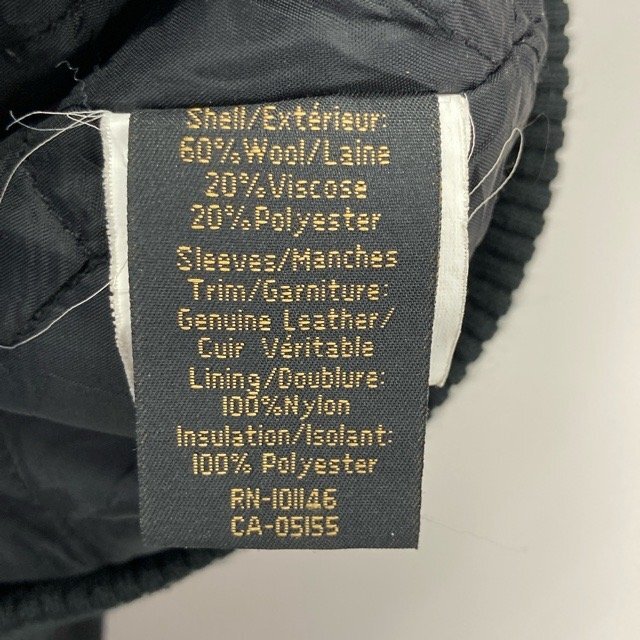 Shell/Extérieur:
60%Wool/Laine
20%Viscose
20%Polyester
Sleeves/Manches
Trim/Garniture:
Genuine Leather/
Cuir Véritable
Lining/Doublure:
100%Nylon
Insulation/Isolant:
100% Polyester
RN-101146
CA-05155